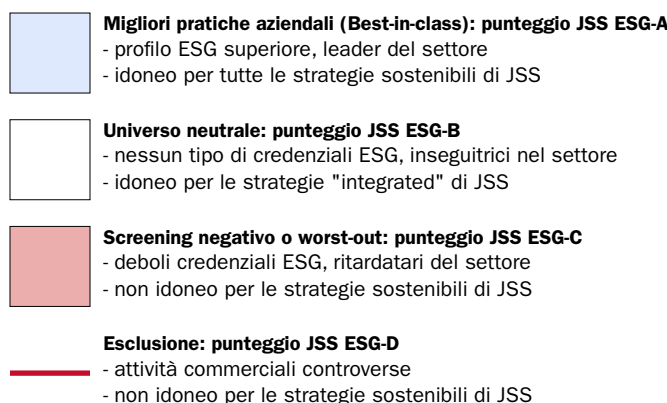 Migliori pratiche aziendali (Best-in-class): punteggio JSS ESG-A
- profilo ESG superiore, leader del settore
- idoneo per tutte le strategie sostenibili di JSS
Universo neutrale: punteggio JSS ESG-B
- nessun tipo di credenziali ESG, inseguitrici nel settore
- idoneo per le strategie "integrated" di JSS
Screening negativo o worst-out: punteggio JSS ESG-C
- deboli credenziali ESG, ritardatari del settore
- non idoneo per le strategie sostenibili di JSS
Esclusione: punteggio JSS ESG-D
- attività commerciali controverse
- non idoneo per le strategie sostenibili di JSS